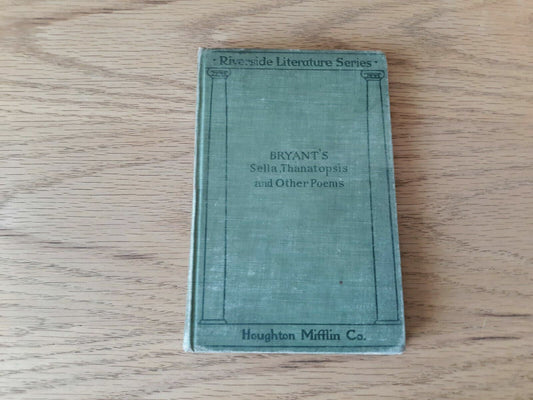 · Riverside Literature Series ·
BRYANT'S
Sella, Thanatopsis
and Other Poems
Houghton Mifflin Co.